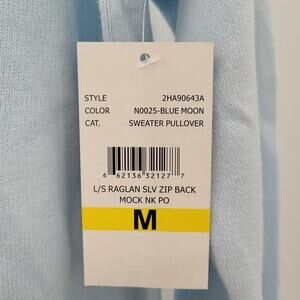 STYLE 2HA90643A
COLOR N0025-BLUE MOON
CAT. SWEATER PULLOVER
6 62136 32127 7
L/S RAGLAN SLV ZIP BACK
MOCK NK PO
M